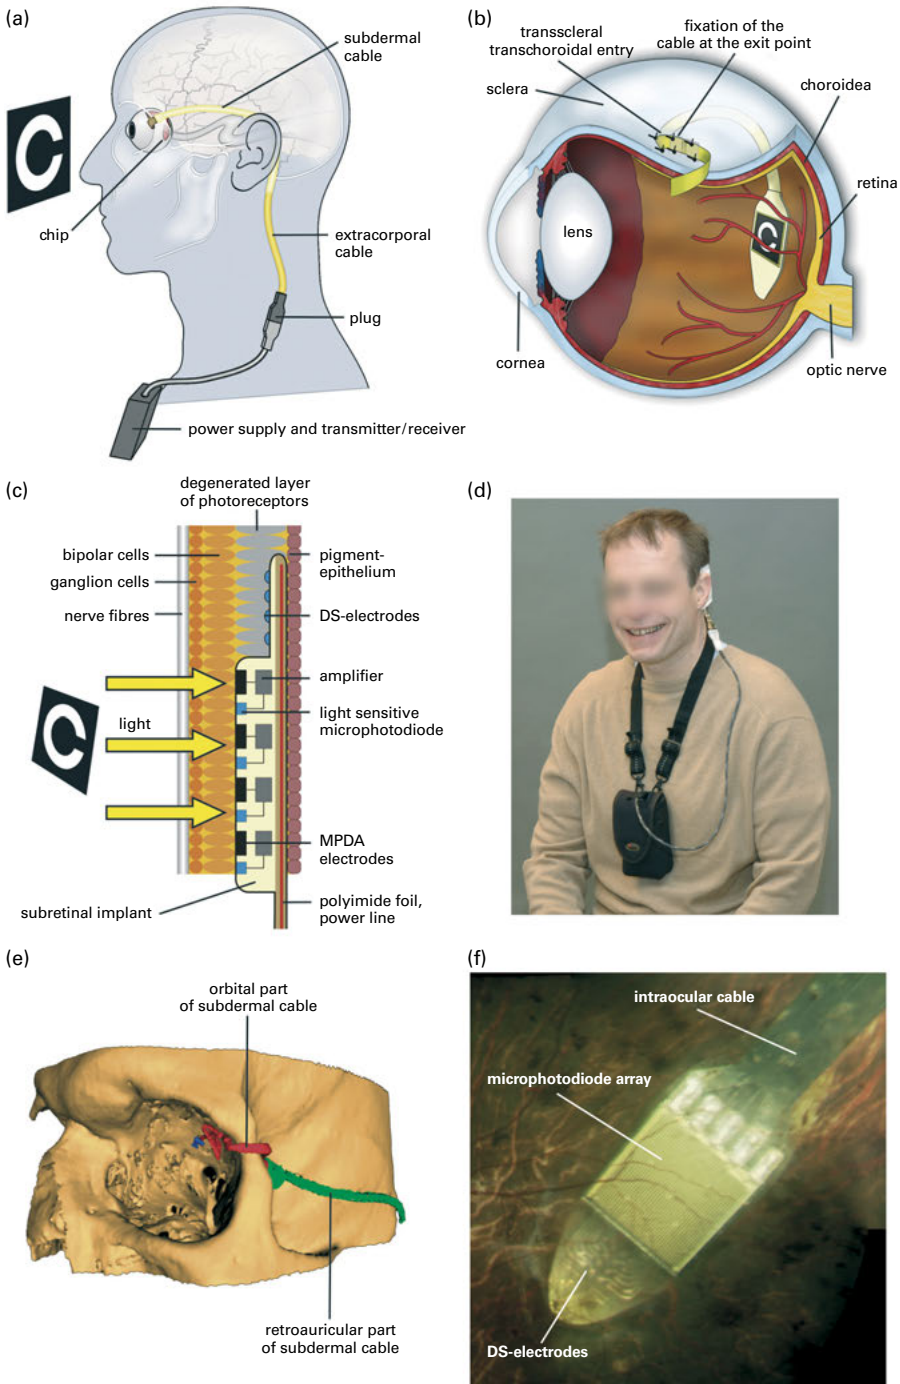 (a)
subdermal
cable
C
chip
extracorporal
cable
plug
power supply and transmitter/receiver
(b)
transscleral
transchoroidal entry
fixation of the
cable at the exit point
sclera
choroidea
retina
lens
C
cornea
optic nerve
(c)
degenerated layer
of photoreceptors
bipolar cells
ganglion cells
nerve fibres
pigment-
epithelium
DS-electrodes
amplifier
light sensitive
microphotodiode
light
C
MPDA
electrodes
subretinal implant
polyimide foil,
power line
(d)
(e)
orbital part
of subdermal cable
retroauricular part
of subdermal cable
(f)
intraocular cable
microphotodiode array
DS-electrodes